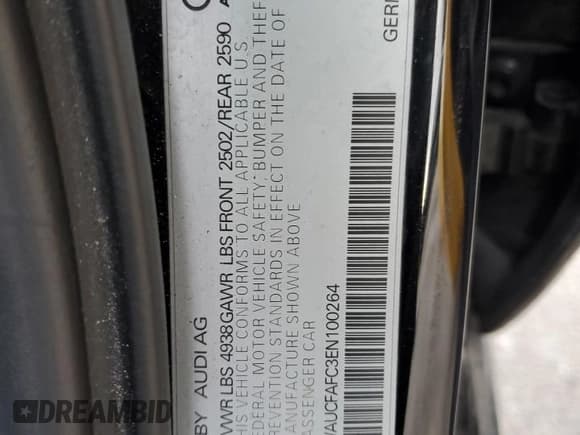 BY AUDI AG
VWR LBS 4938GAWR LBS FRONT 2502/REAR 2590
THIS VEHICLE CONFORMS TO ALL APPLICABLE U.S.
FEDERAL MOTOR VEHICLE SAFETY* BUMPER AND THEF
PREVENTION STANDARDS IN EFFECT ON THE DATE OF
MANUFACTURE SHOWN ABOVE
PASSENGER CAR
WAUCFAFC3EN100264
GER
DREAMBID